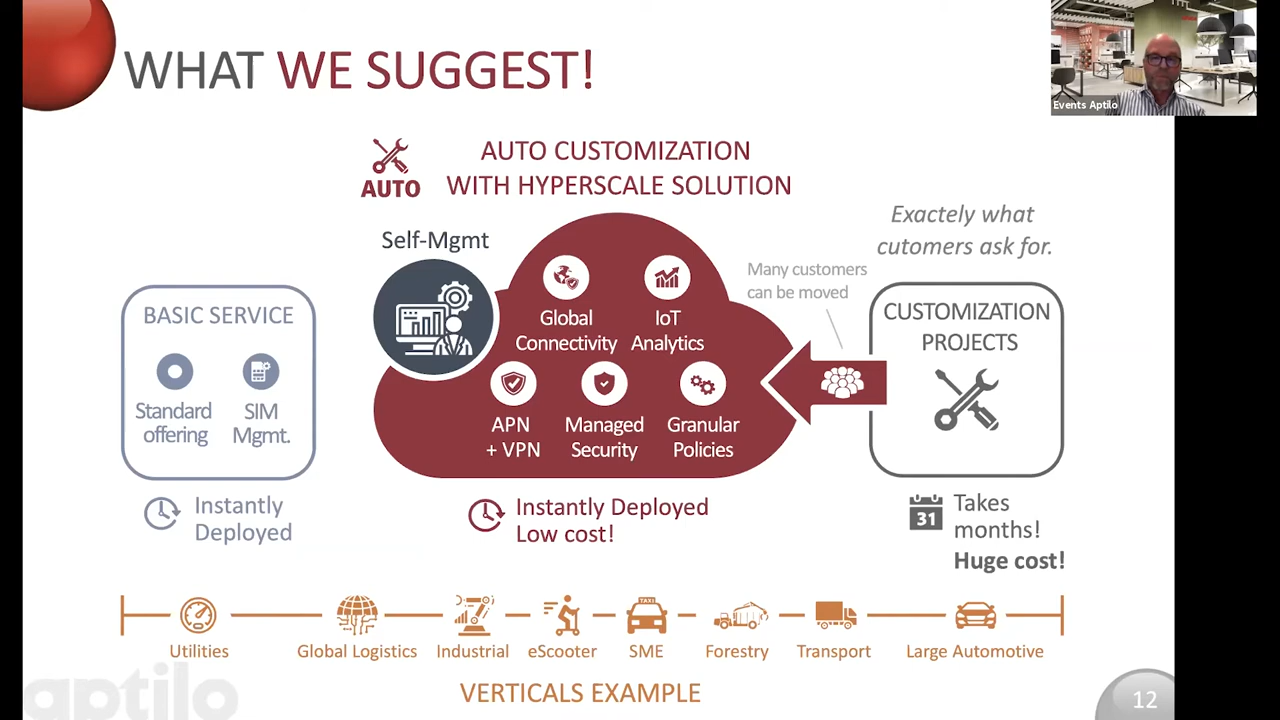 WHAT WE SUGGEST!
Events Aptilo
AUTO
AUTO CUSTOMIZATION
WITH HYPERSCALE SOLUTION
Self-Mgmt
Exactely what
cutomers ask for.
Many customers
can be moved
BASIC SERVICE
Standard
offering
SIM
Mgmt.
Instantly
Deployed
Global
Connectivity
IoT
Analytics
APN
+ VPN
Managed
Security
Granular
Policies
Instantly Deployed
Low cost!
CUSTOMIZATION
PROJECTS
31
Takes
months!
Huge cost!
TAXI
Utilities
Global Logistics
Industrial
eScooter
SME
Forestry
Transport
Large Automotive
VERTICALS EXAMPLE
aptilo
12